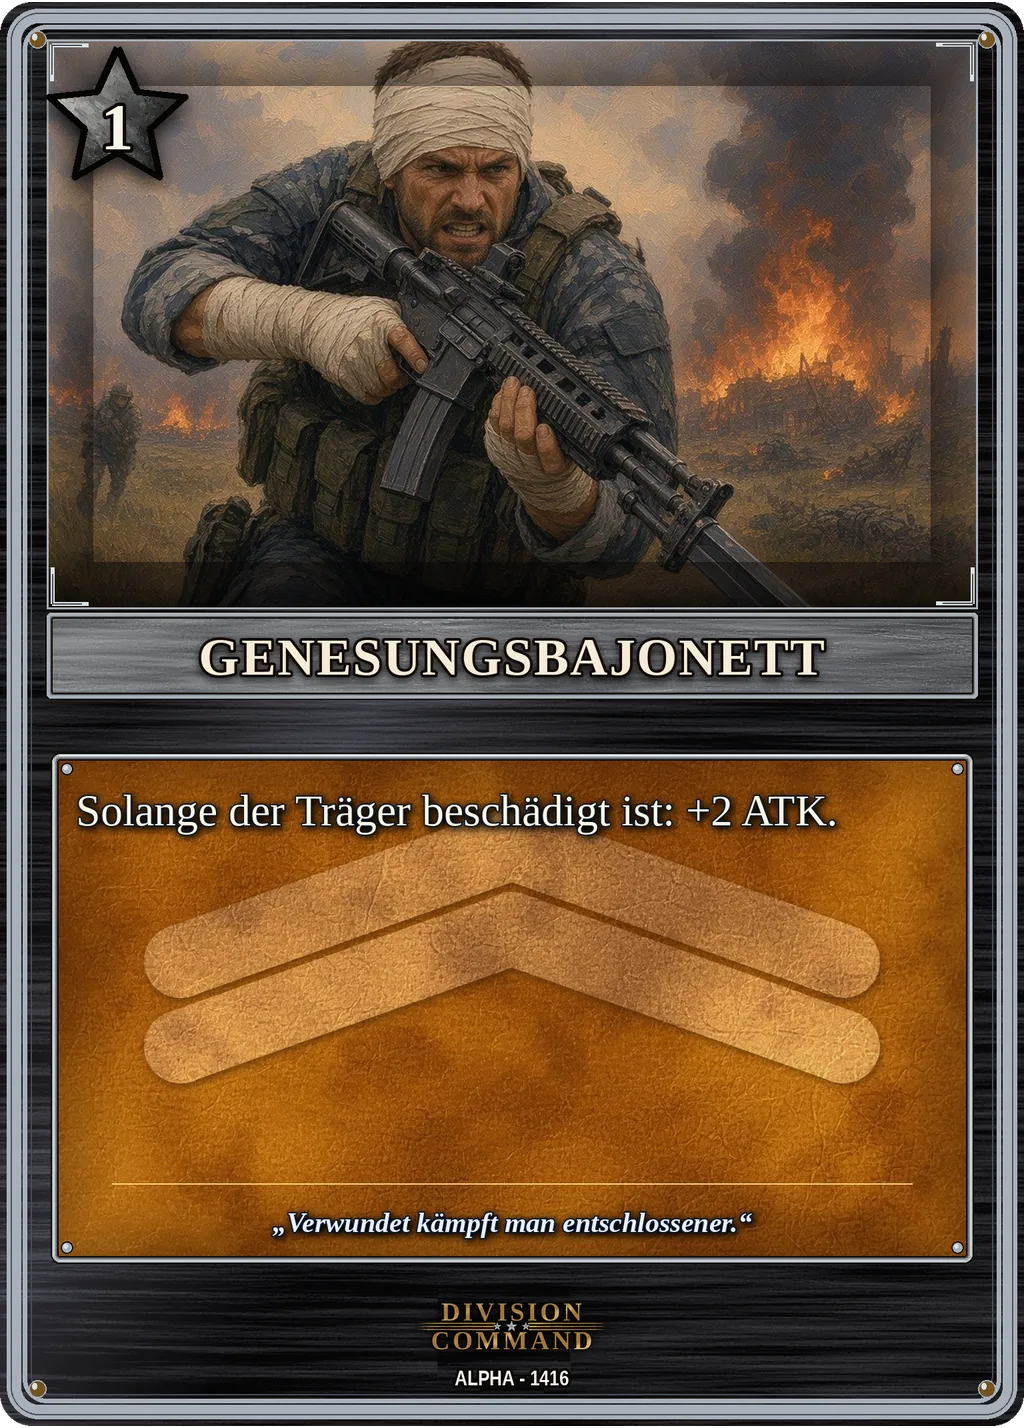 1
GENESUNGSBAJONETT
Solange der Träger beschädigt ist: +2 ATK.
„Verwundet kämpft man entschlossener.“
DIVISION
COMMAND
ALPHA - 1416